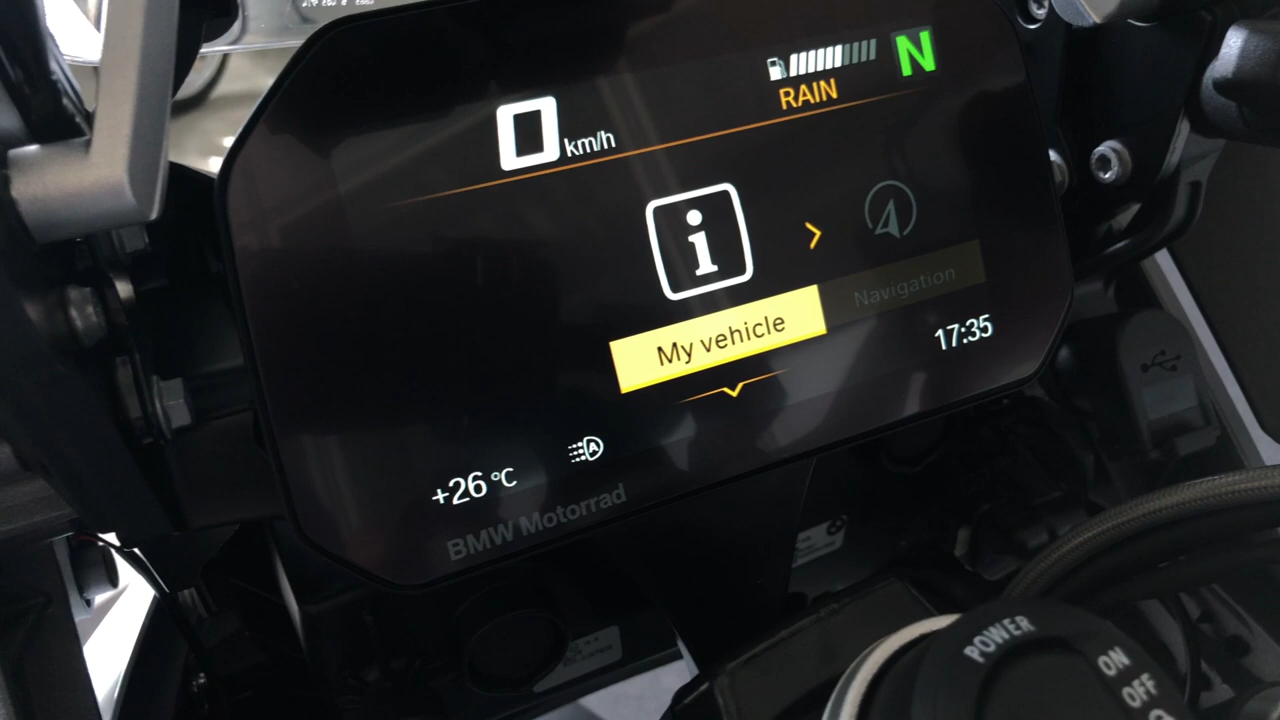 N
RAIN
0 km/h
i
My vehicle
Navigation
17:35
+26 °C
A
BMW Motorrad
POWER
ON
OFF